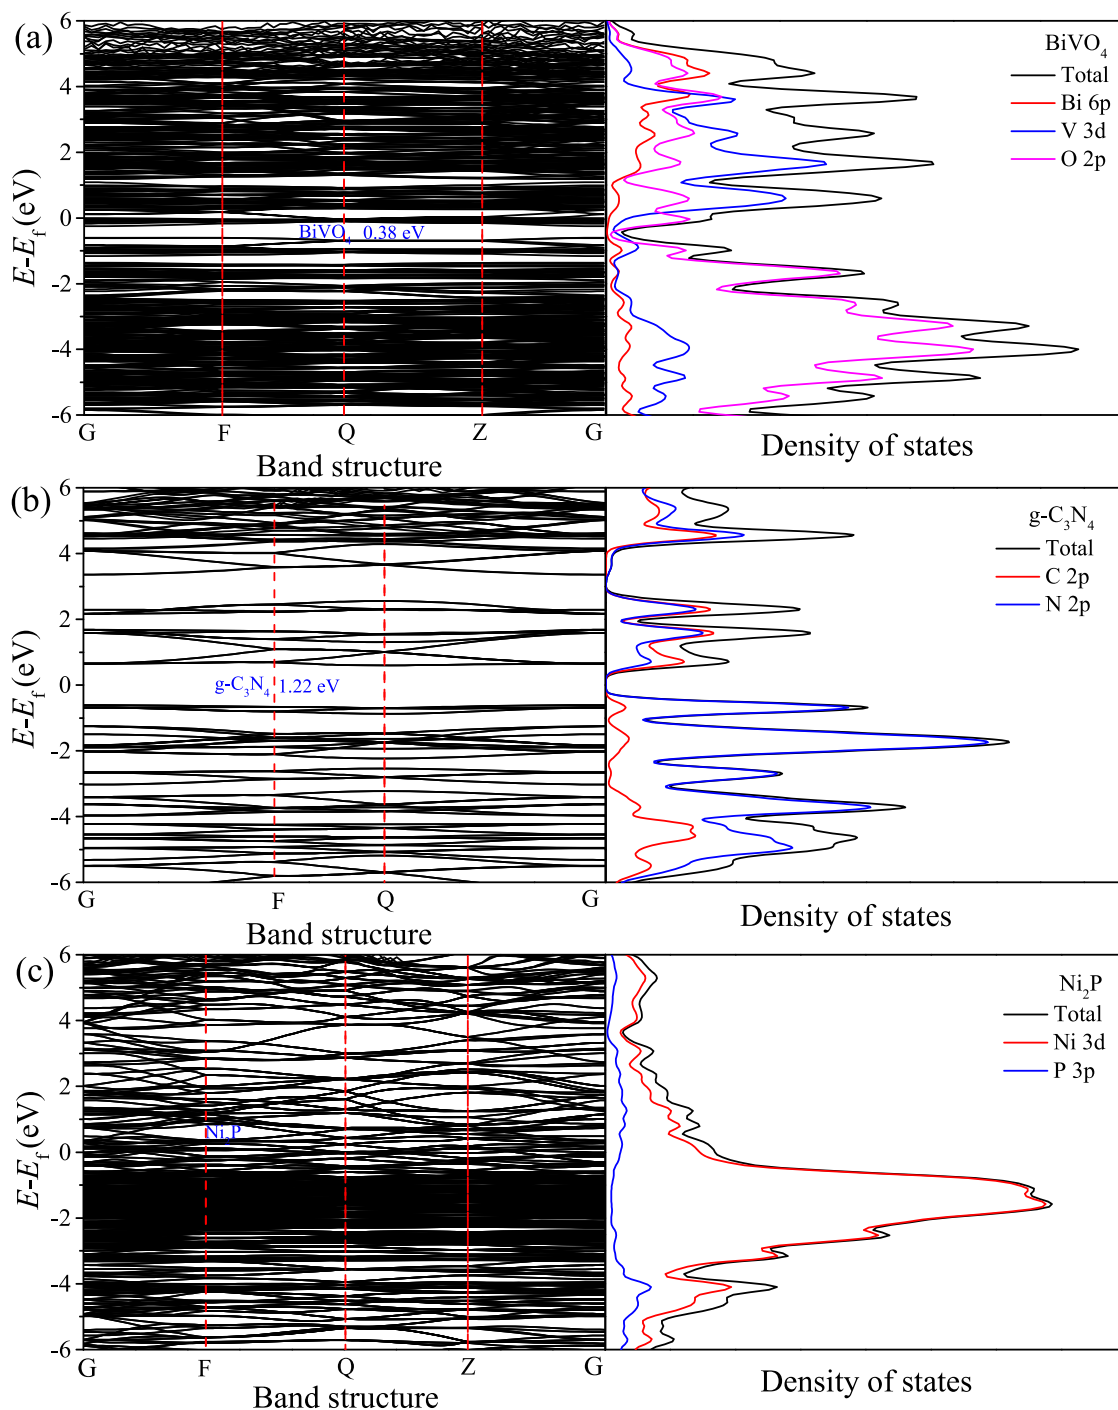 (a)
6
4
2
0
-2
-4
-6
E-E_f (eV)
BiVO₄ 0.38 eV
G F Q Z G
Band structure
BiVO₄
Total
Bi 6p
V 3d
O 2p
Density of states
(b)
6
4
2
0
-2
-4
-6
E-E_f (eV)
g-C₃N₄ 1.22 eV
G F Q G
Band structure
g-C₃N₄
Total
C 2p
N 2p
Density of states
(c)
6
4
2
0
-2
-4
-6
E-E_f (eV)
Ni₂P
G F Q Z G
Band structure
Ni₂P
Total
Ni 3d
P 3p
Density of states